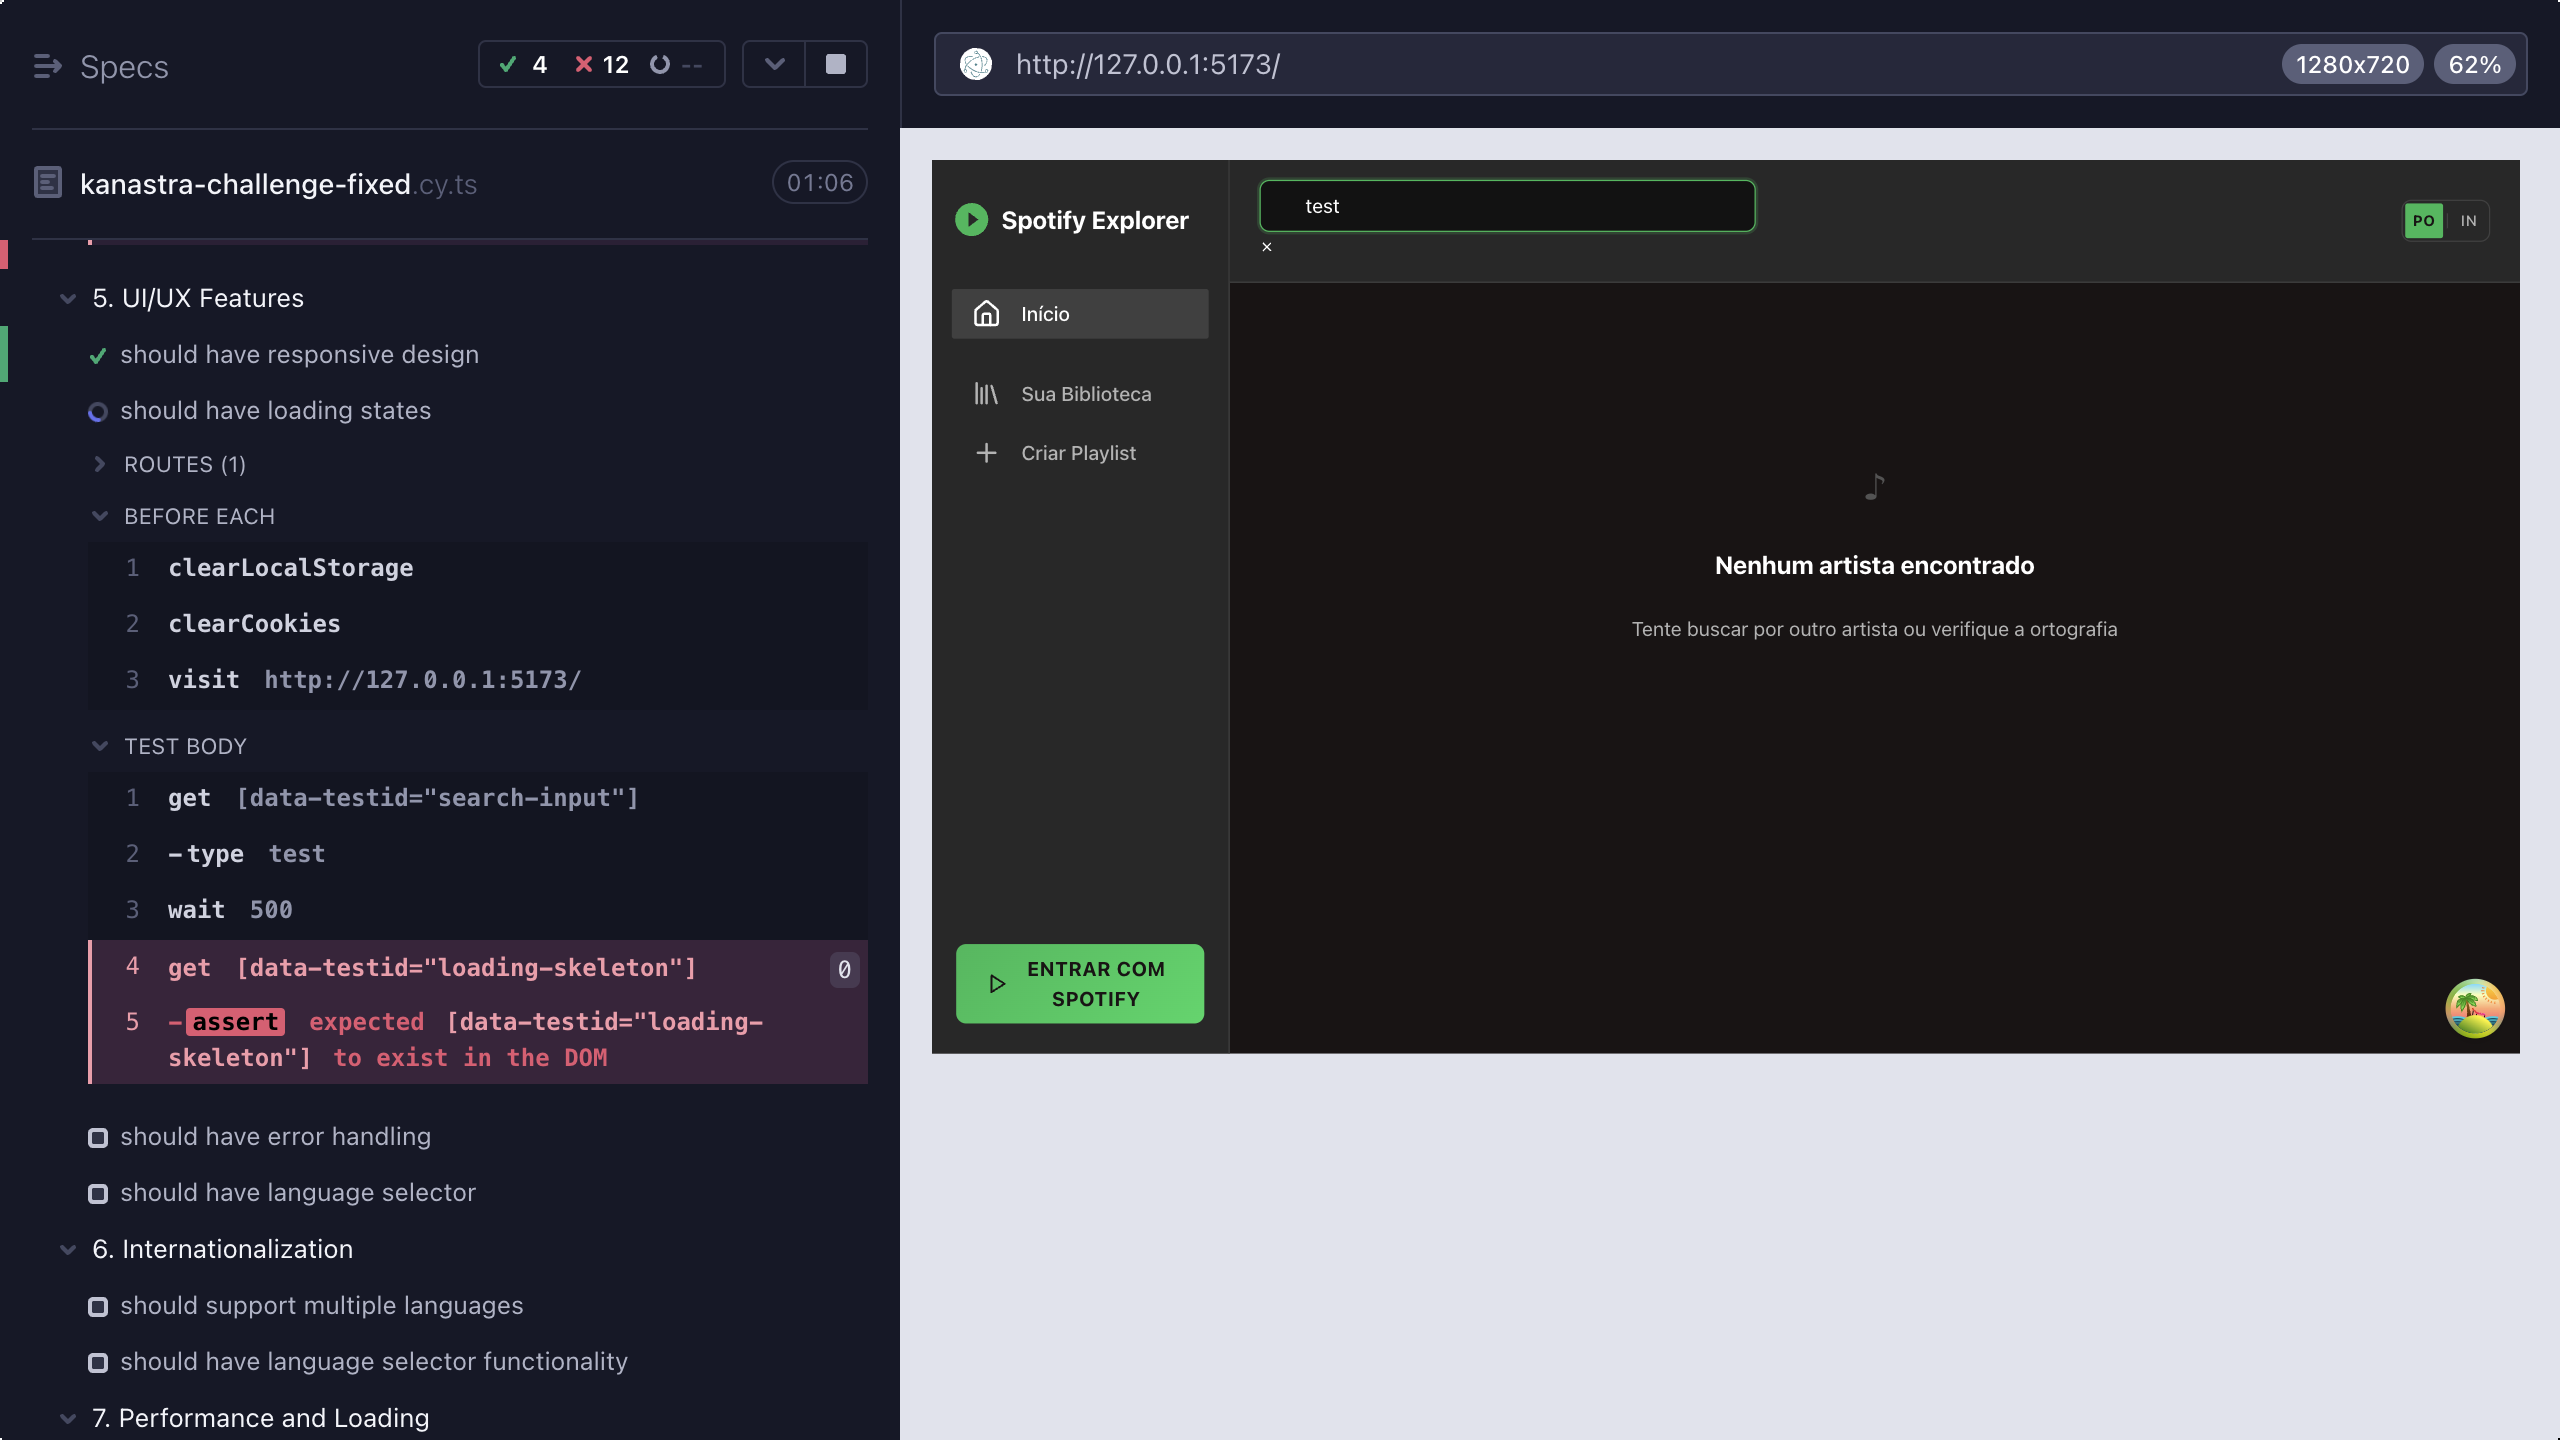 Specs
4
12
--
kanastra-challenge-fixed.cy.ts
01:06
5. UI/UX Features
should have responsive design
should have loading states
ROUTES (1)
BEFORE EACH
1 clearLocalStorage
2 clearCookies
3 visit http://127.0.0.1:5173/
TEST BODY
1 get [data-testid="search-input"]
2 -type test
3 wait 500
4 get [data-testid="loading-skeleton"] 0
5 -assert expected [data-testid="loading-
skeleton"] to exist in the DOM
should have error handling
should have language selector
6. Internationalization
should support multiple languages
should have language selector functionality
7. Performance and Loading
http://127.0.0.1:5173/
1280x720
62%
Spotify Explorer
test
×
PO
IN
Início
Sua Biblioteca
Criar Playlist
Nenhum artista encontrado
Tente buscar por outro artista ou verifique a ortografia
ENTRAR COM
SPOTIFY